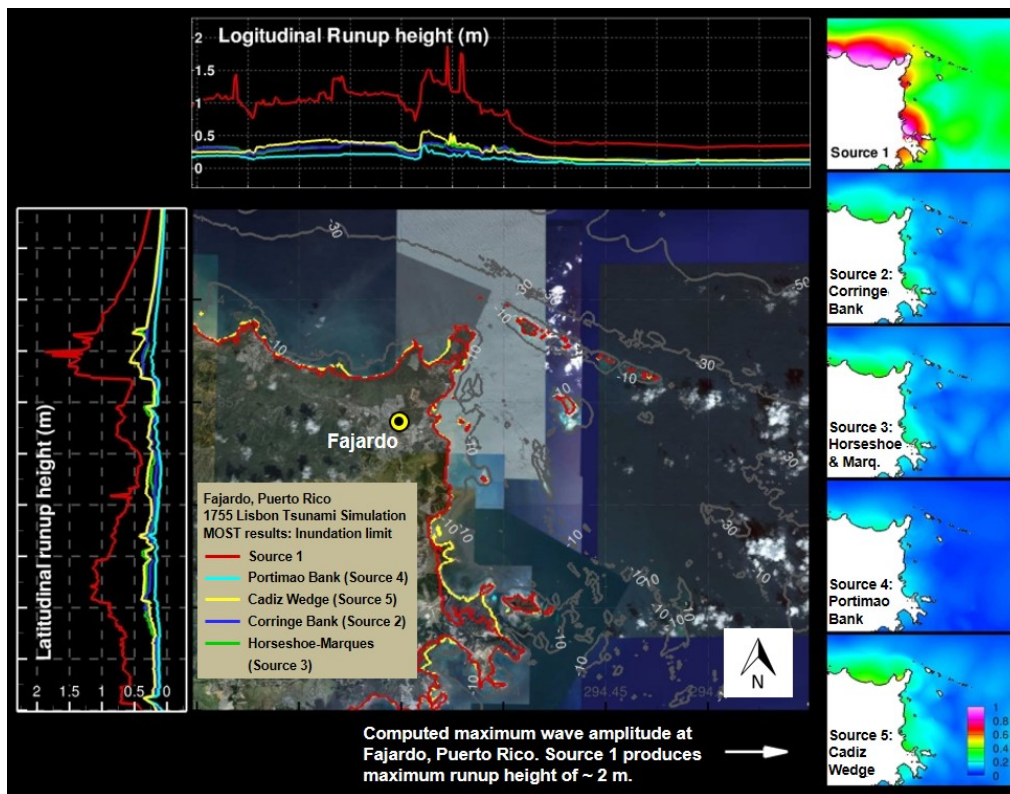 Logitudinal Runup height (m)
2
1.5
1
0.5
0
Source 1
Source 2:
Corringe
Bank
Source 3:
Horseshoe
& Marq.
Source 4:
Portimao
Bank
Source 5:
Cadiz
Wedge
1
0.8
0.6
0.4
0.2
0
Latitudinal runup height (m)
2
1.5
1
0.5
0
-30
-30
-50
-10
-10
-30
-10
-10
-30
Fajardo
Fajardo, Puerto Rico
1755 Lisbon Tsunami Simulation
MOST results: Inundation limit
Source 1
Portimao Bank (Source 4)
Cadiz Wedge (Source 5)
Corringe Bank (Source 2)
Horseshoe-Marques
(Source 3)
294.45
N
Computed maximum wave amplitude at
Fajardo, Puerto Rico. Source 1 produces
maximum runup height of ~ 2 m.